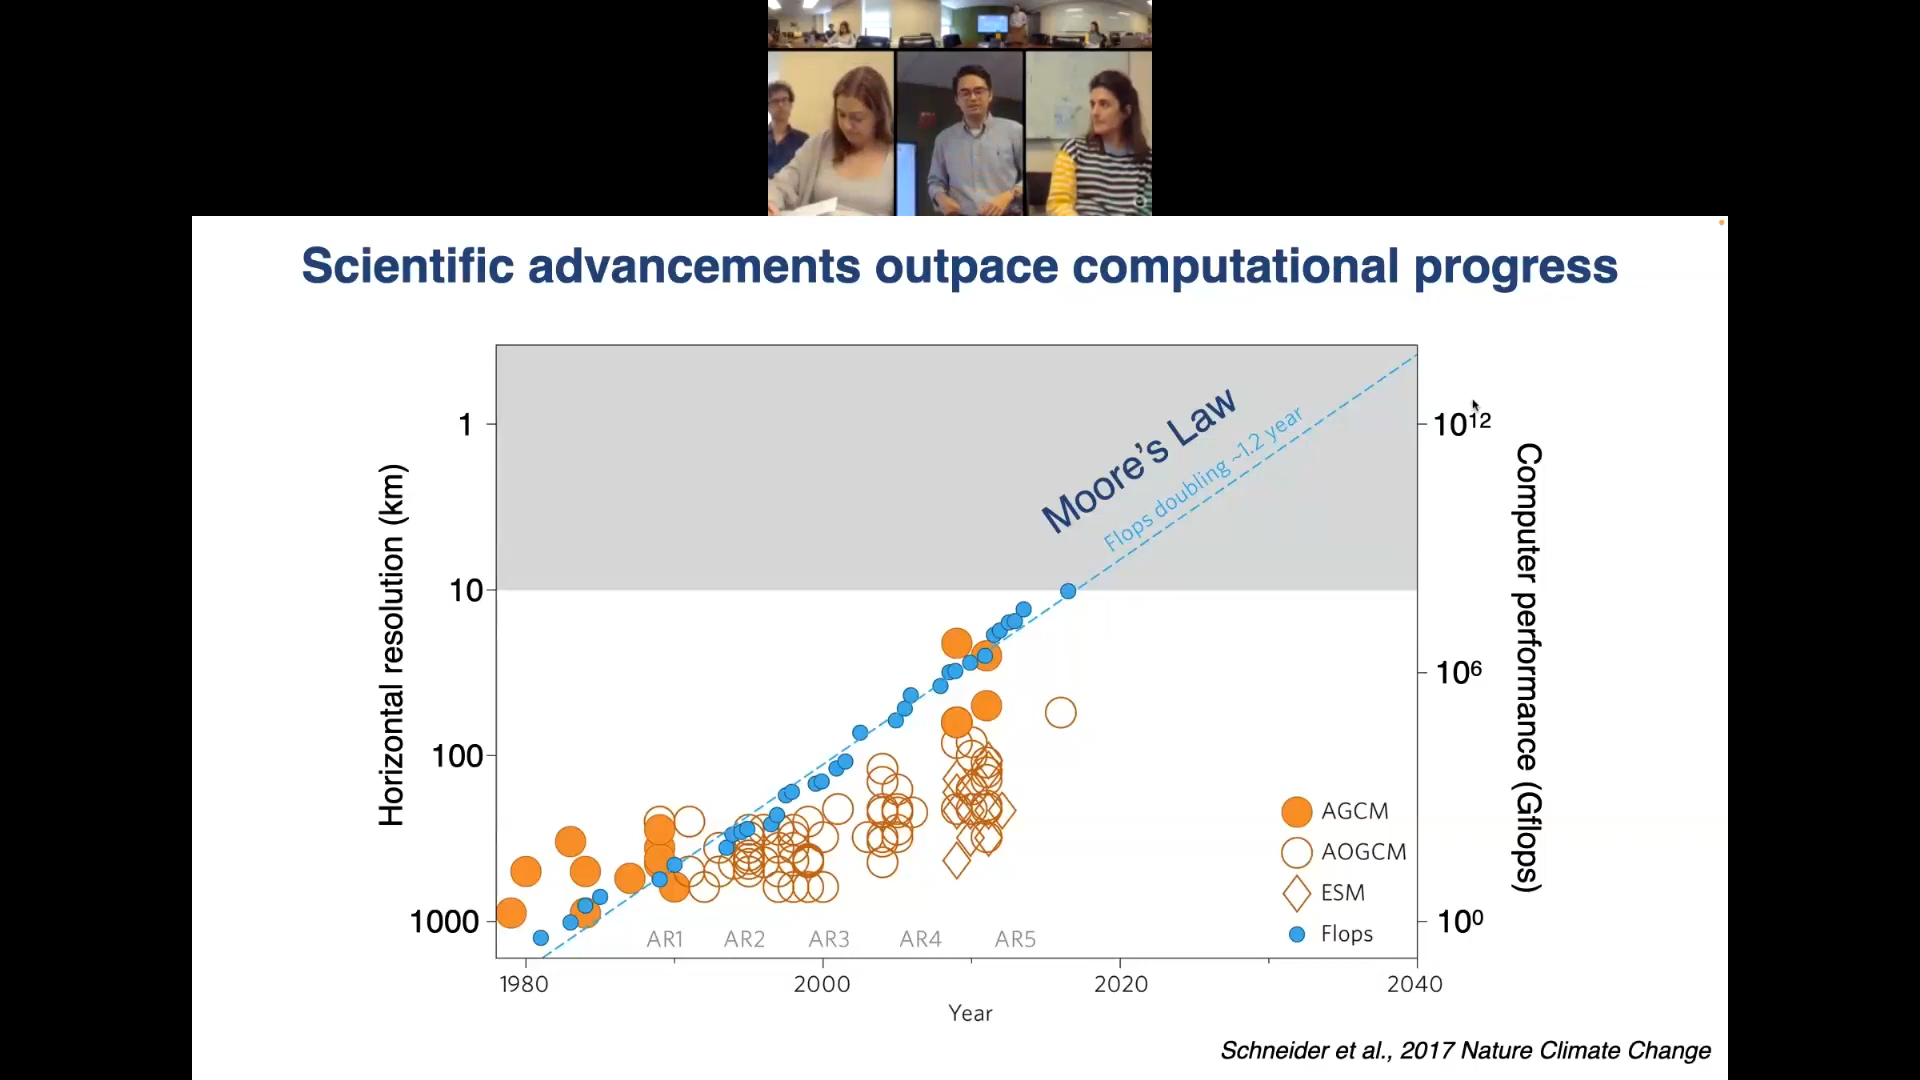 Scientific advancements outpace computational progress
Horizontal resolution (km)
1
10
100
1000
Moore's Law
Flops doubling ~1.2 year
10¹²
10⁶
10⁰
Computer performance (Gflops)
AGCM
AOGCM
ESM
Flops
AR1
AR2
AR3
AR4
AR5
1980
2000
2020
2040
Year
Schneider et al., 2017 Nature Climate Change